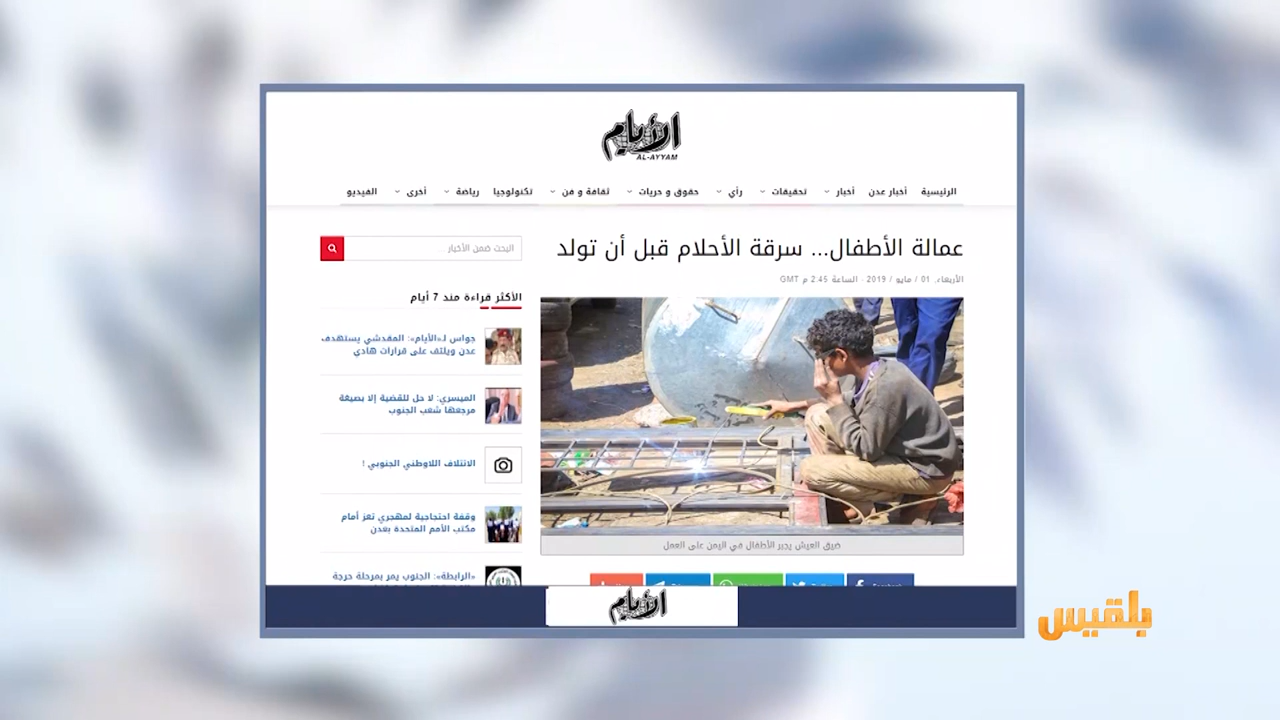 الأيام
AL-AYYAM
الرئيسية أخبار عدن أخبار تحقيقات رأي حقوق و حريات ثقافة و فن تكنولوجيا رياضة أخرى الفيديو
عمالة الأطفال... سرقة الأحلام قبل أن تولد
الأربعاء, 01 / مايو / 2019 - الساعة 2:45 م GMT
ضيق العيش يجبر الأطفال في اليمن على العمل
البحث ضمن الأخبار...
الأكثر قراءة منذ 7 أيام
جواس لـ«الأيام»: المقدشي يستهدف
عدن ويلتف على قرارات هادي
الميسري: لا حل للقضية إلا بصيغة
مرجعها شعب الجنوب
الائتلاف اللاوطني الجنوبي !
وقفة احتجاجية لمهجري تعز أمام
مكتب الأمم المتحدة بعدن
«الرابطة»: الجنوب يمر بمرحلة حرجة
الأيام
بلقيس